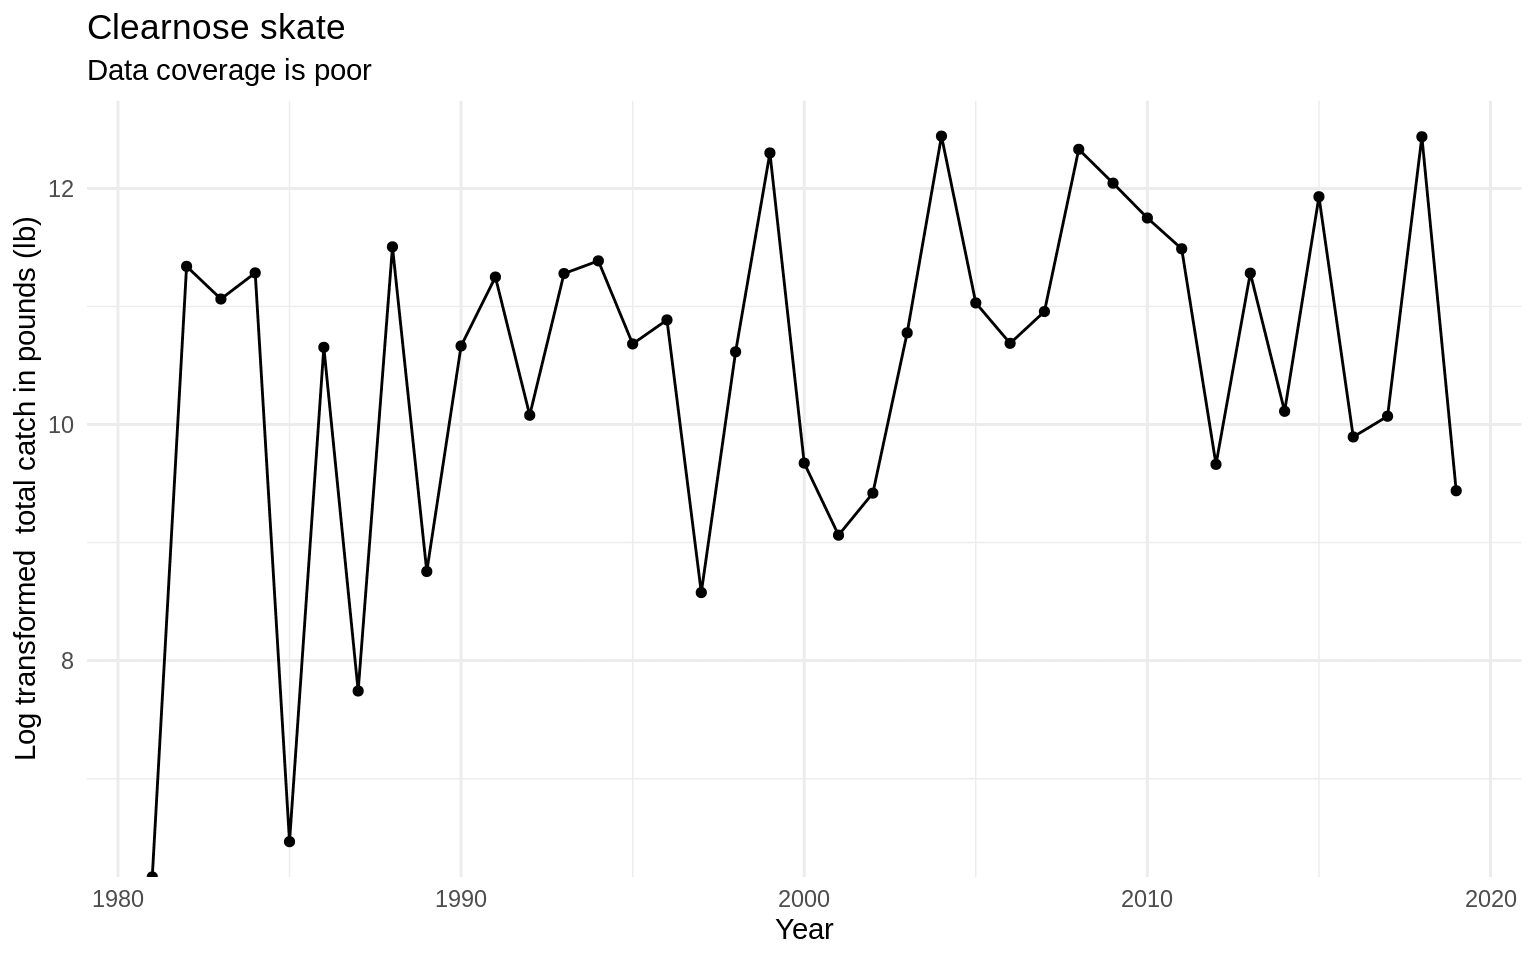 Clearnose skate
Data coverage is poor
Log transformed  total catch in pounds (lb)
12
10
8
1980
1990
2000
2010
2020
Year